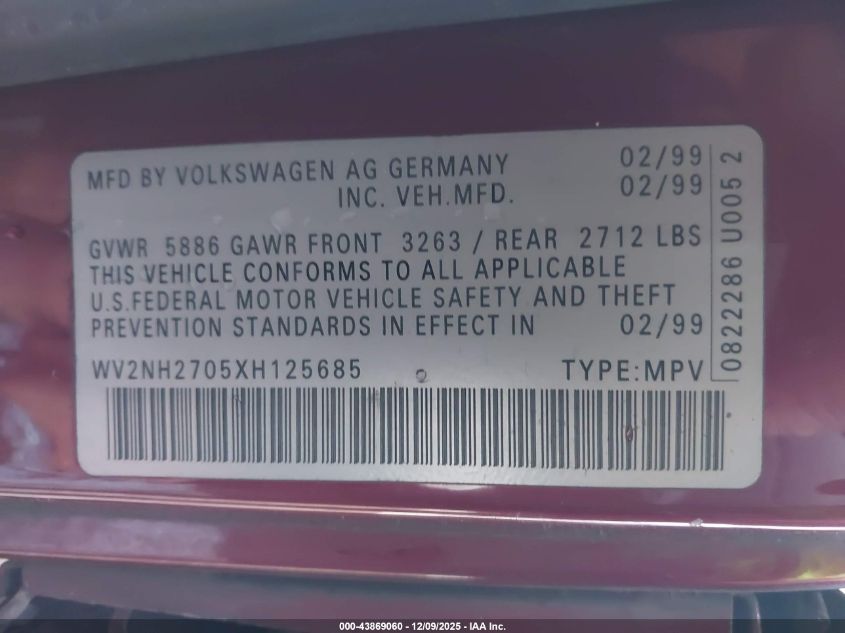 MFD BY VOLKSWAGEN AG GERMANY 02/99
INC. VEH.MFD. 02/99
GVWR 5886 GAWR FRONT 3263 / REAR 2712 LBS
THIS VEHICLE CONFORMS TO ALL APPLICABLE
U.S.FEDERAL MOTOR VEHICLE SAFETY AND THEFT
PREVENTION STANDARDS IN EFFECT IN 02/99
WV2NH2705XH125685 TYPE:MPV
0822286 U005 2
000-43869060 - 12/09/2025 - IAA Inc.